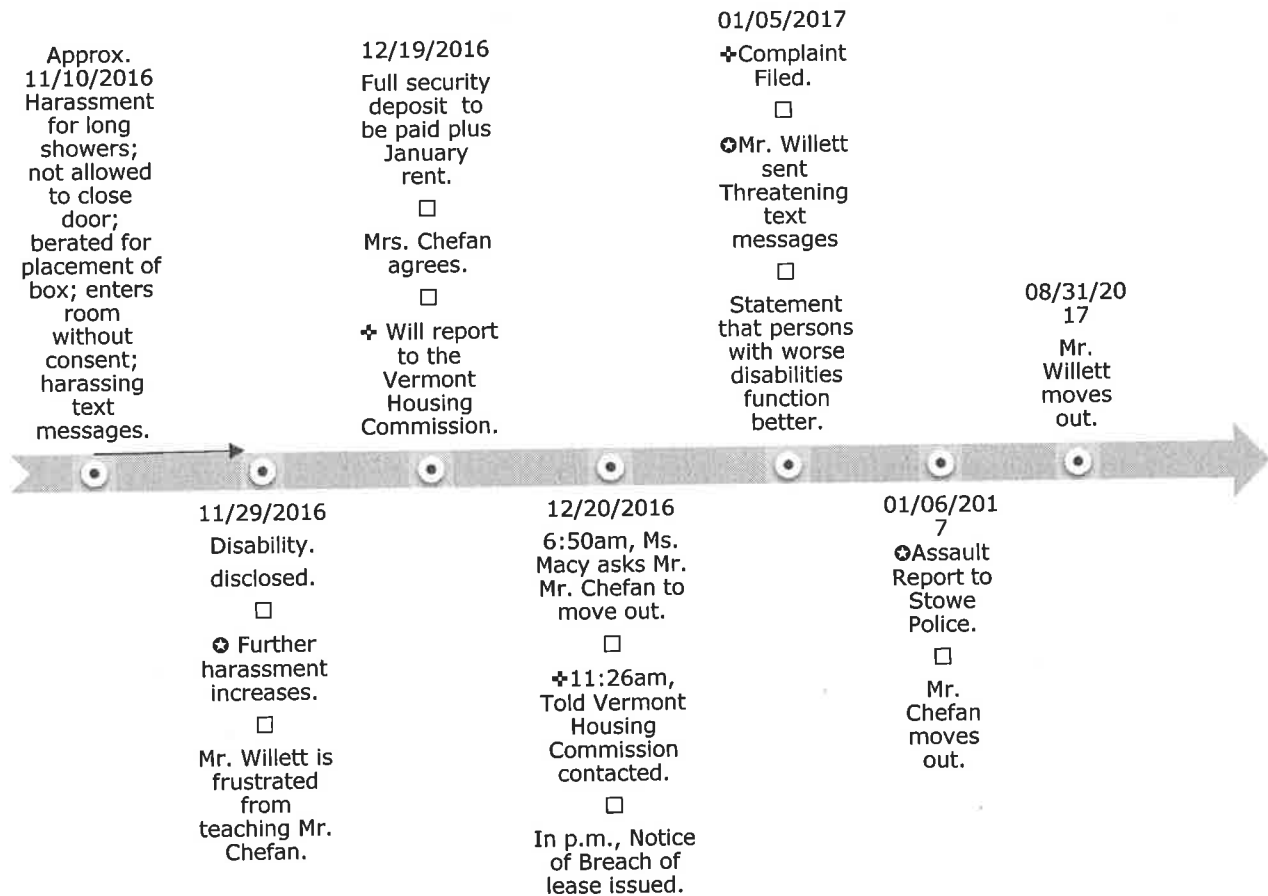 Approx.
11/10/2016
Harassment
for long
showers;
not allowed
to close
door;
berated for
placement of
box; enters
room
without
consent;
harassing
text
messages.
11/29/2016
Disability.
disclosed.
☐
✪ Further
harassment
increases.
☐
Mr. Willett is
frustrated
from
teaching Mr.
Chefan.
12/19/2016
Full security
deposit to
be paid plus
January
rent.
☐
Mrs. Chefan
agrees.
☐
✣ Will report
to the
Vermont
Housing
Commission.
12/20/2016
6:50am, Ms.
Macy asks Mr.
Mr. Chefan to
move out.
☐
✣11:26am,
Told Vermont
Housing
Commission
contacted.
☐
In p.m., Notice
of Breach of
lease issued.
01/05/2017
✣Complaint
Filed.
☐
✪Mr. Willett
sent
Threatening
text
messages
☐
Statement
that persons
with worse
disabilities
function
better.
01/06/201
7
✪Assault
Report to
Stowe
Police.
☐
Mr.
Chefan
moves
out.
08/31/20
17
Mr.
Willett
moves
out.